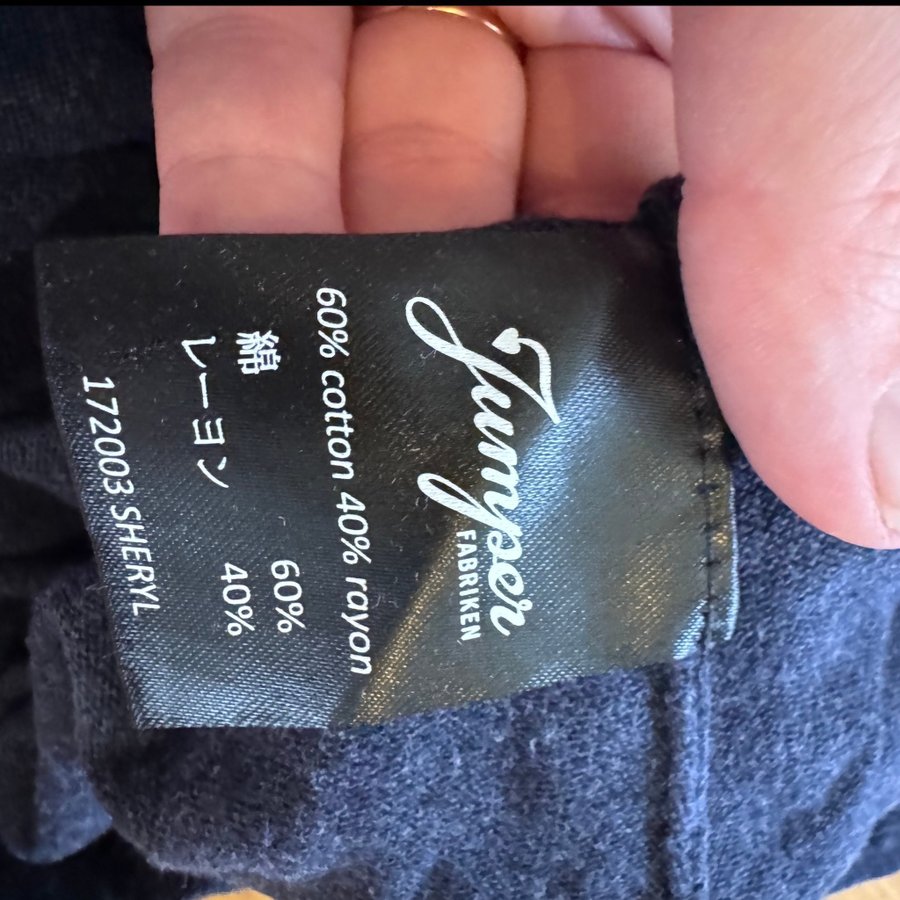 Jumper
FABRIKEN
60% cotton 40% rayon
綿 60%
レーヨン 40%
172003 SHERYL